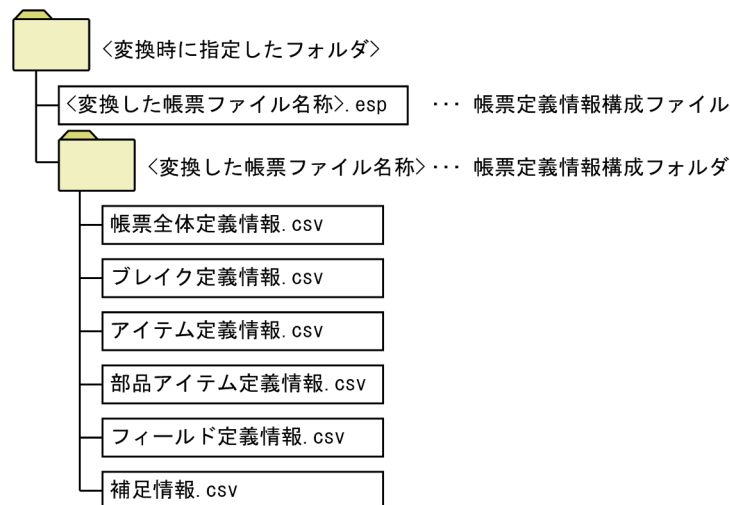 <変換時に指定したフォルダ>
<変換した帳票ファイル名称>.esp ··· 帳票定義情報構成ファイル
<変換した帳票ファイル名称>··· 帳票定義情報構成フォルダ
帳票全体定義情報.csv
ブレイク定義情報.csv
アイテム定義情報.csv
部品アイテム定義情報.csv
フィールド定義情報.csv
補足情報.csv